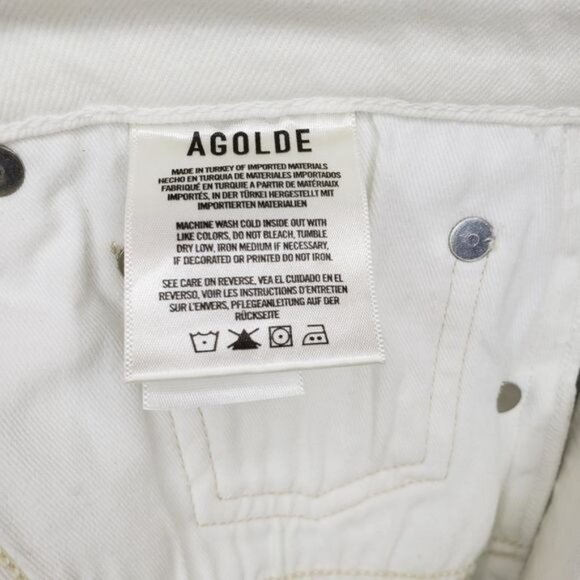 AGOLDE
MADE IN TURKEY OF IMPORTED MATERIALS
HECHO EN TURQUIA DE MATERIALES IMPORTADOS
FABRIQUÉ EN TURQUIE A PARTIR DE MATÉRIAUX
IMPORTÉS, IN DER TÜRKEI HERGESTELLT MIT
IMPORTIERTEN MATERIALIEN
MACHINE WASH COLD INSIDE OUT WITH
LIKE COLORS, DO NOT BLEACH, TUMBLE
DRY LOW, IRON MEDIUM IF NECESSARY,
IF DECORATED OR PRINTED DO NOT IRON.
SEE CARE ON REVERSE, VEA EL CUIDADO EN EL
REVERSO, VOIR LES INSTRUCTIONS D'ENTRETIEN
SUR L'ENVERS, PFLEGEANLEITUNG AUF DER
RÜCKSEITE